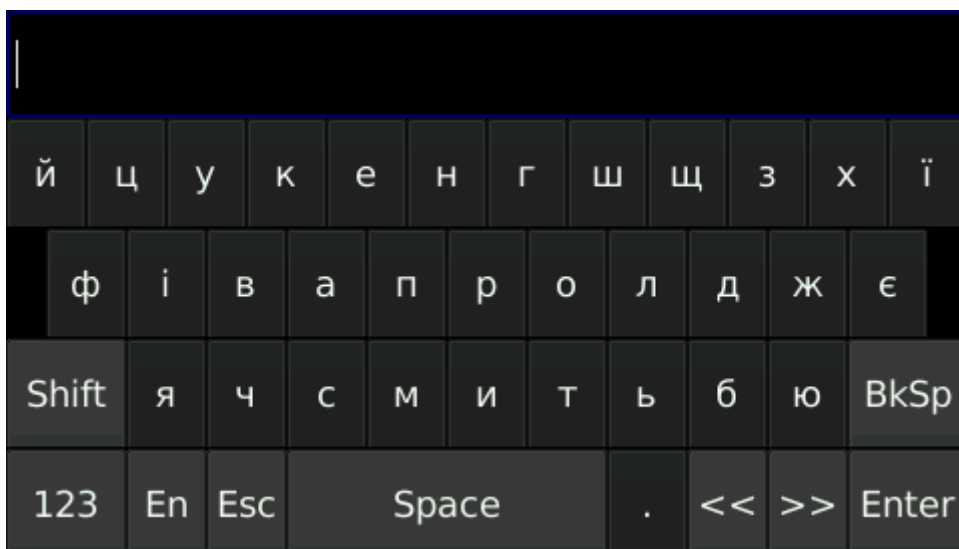 й ц у к е н г ш щ з х ї
ф і в а п р о л д ж є
Shift я ч с м и т ь б ю BkSp
123 En Esc Space . << >> Enter